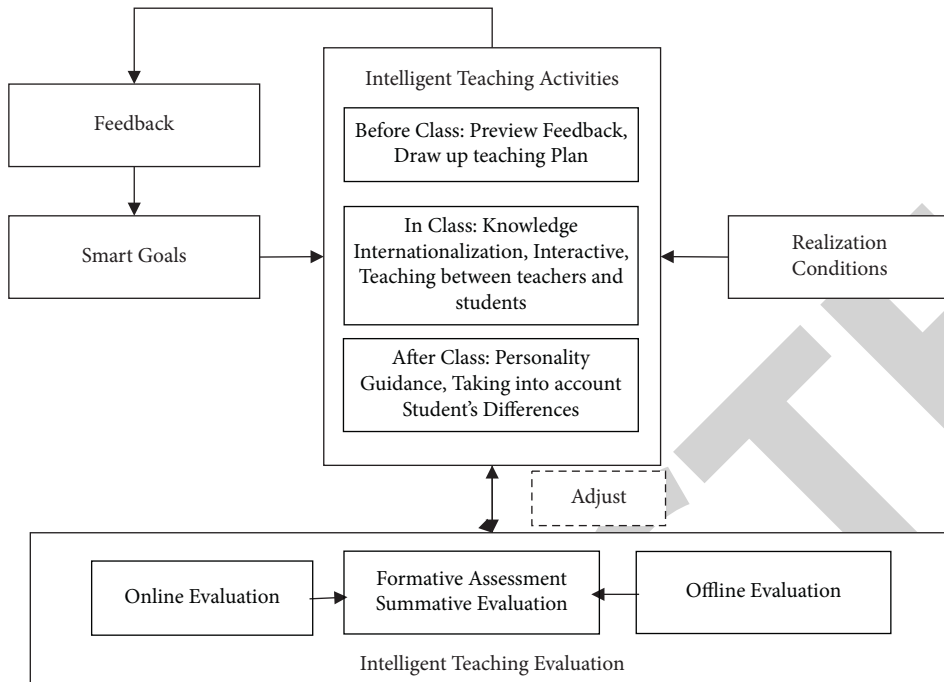 Intelligent Teaching Activities
Feedback
Before Class: Preview Feedback,
Draw up teaching Plan
Smart Goals
In Class: Knowledge
Internationalization, Interactive,
Teaching between teachers and
students
Realization
Conditions
After Class: Personality
Guidance, Taking into account
Student's Differences
Adjust
Online Evaluation
Formative Assessment
Summative Evaluation
Offline Evaluation
Intelligent Teaching Evaluation